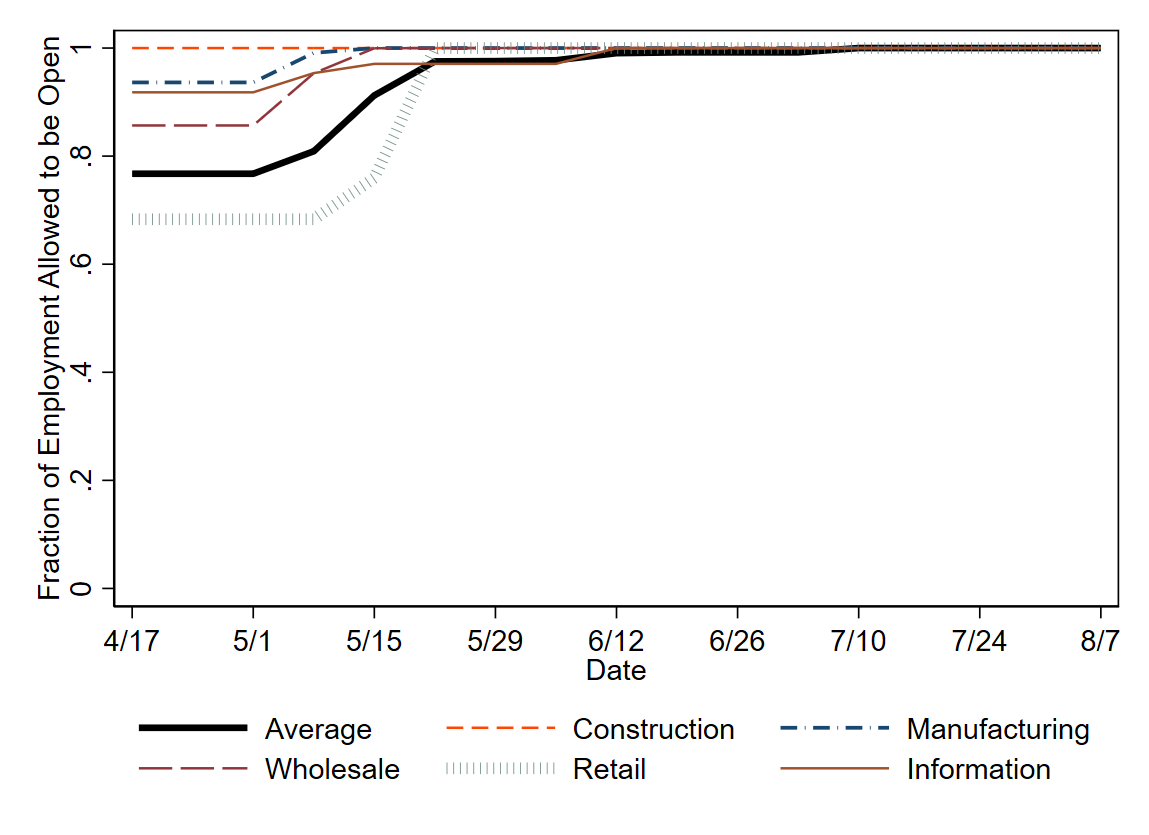 Fraction of Employment Allowed to be Open
1
.8
.6
.4
.2
0
4/17 5/1 5/15 5/29 6/12 6/26 7/10 7/24 8/7
Date
Average Construction Manufacturing
Wholesale Retail Information